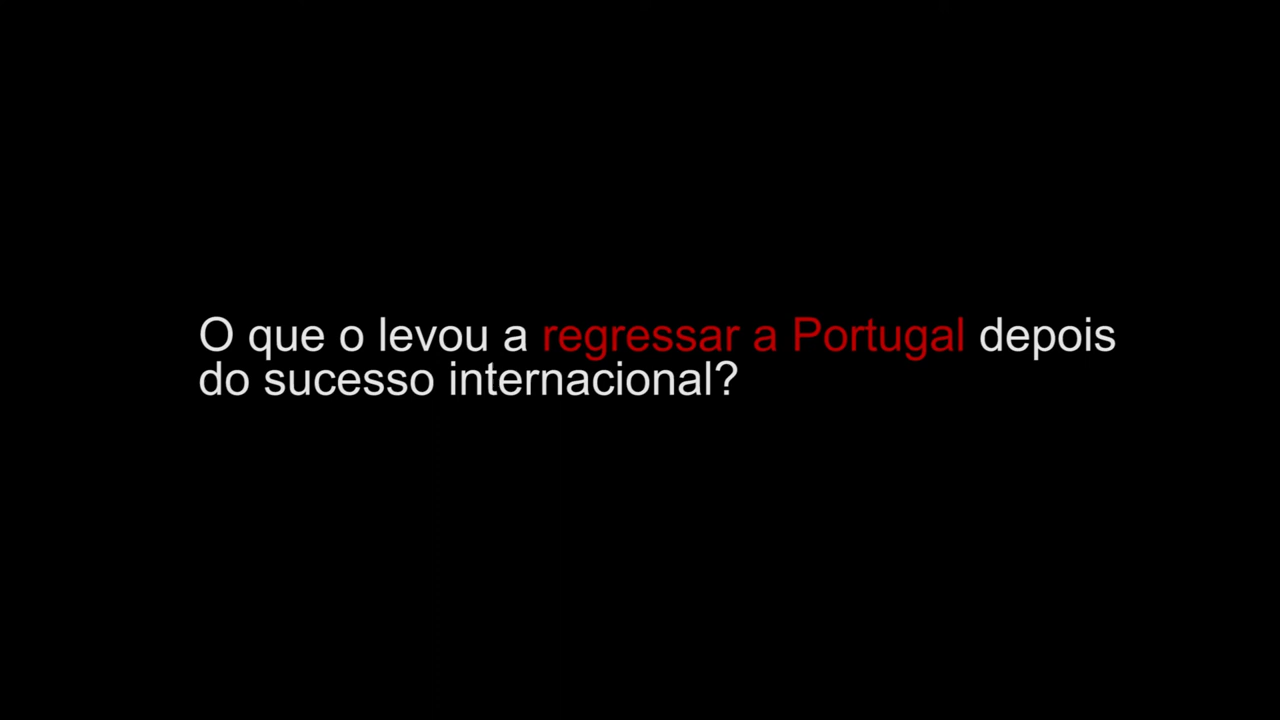 O que o levou a regressar a Portugal depois
do sucesso internacional?